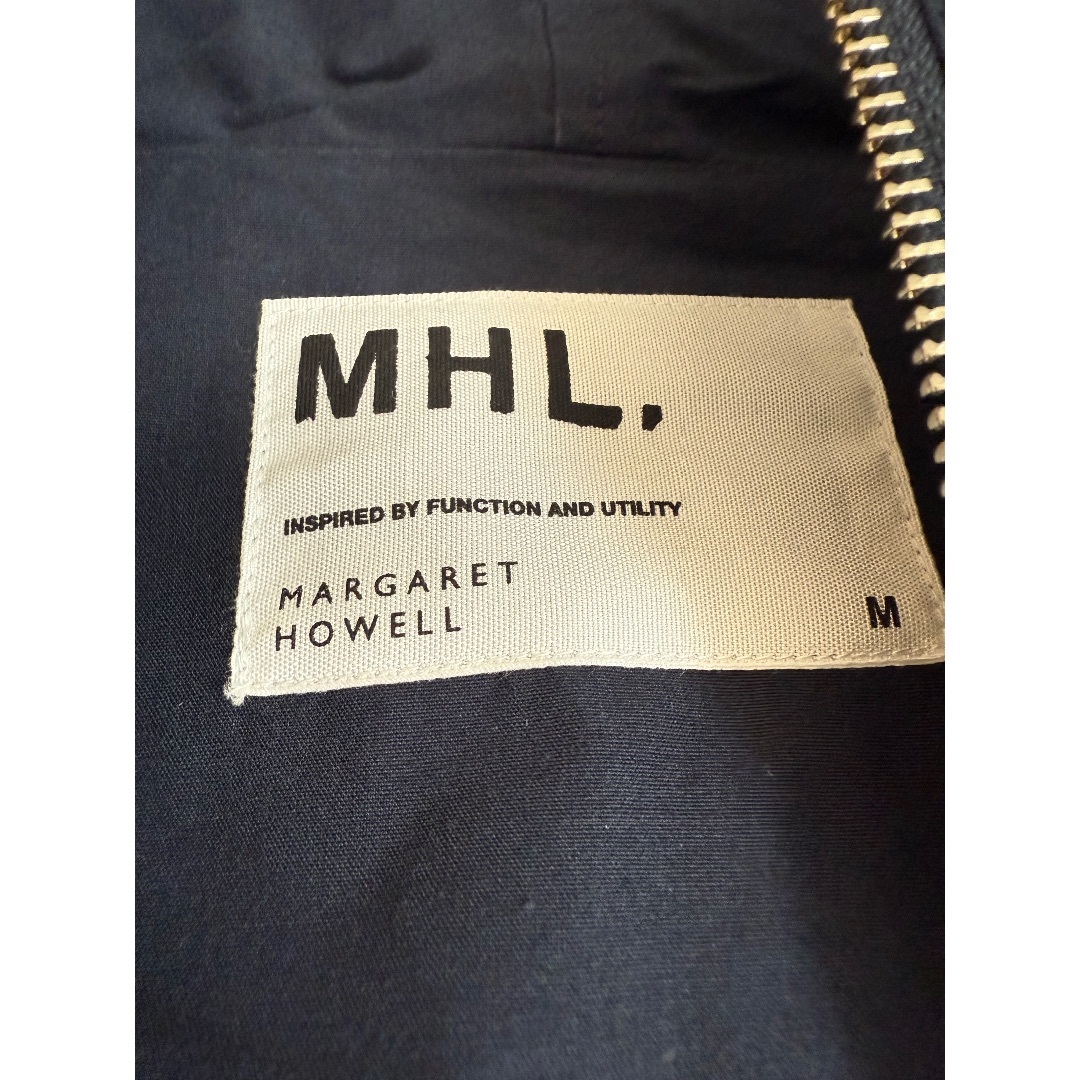 MHL.
INSPIRED BY FUNCTION AND UTILITY
MARGARET
HOWELL
M